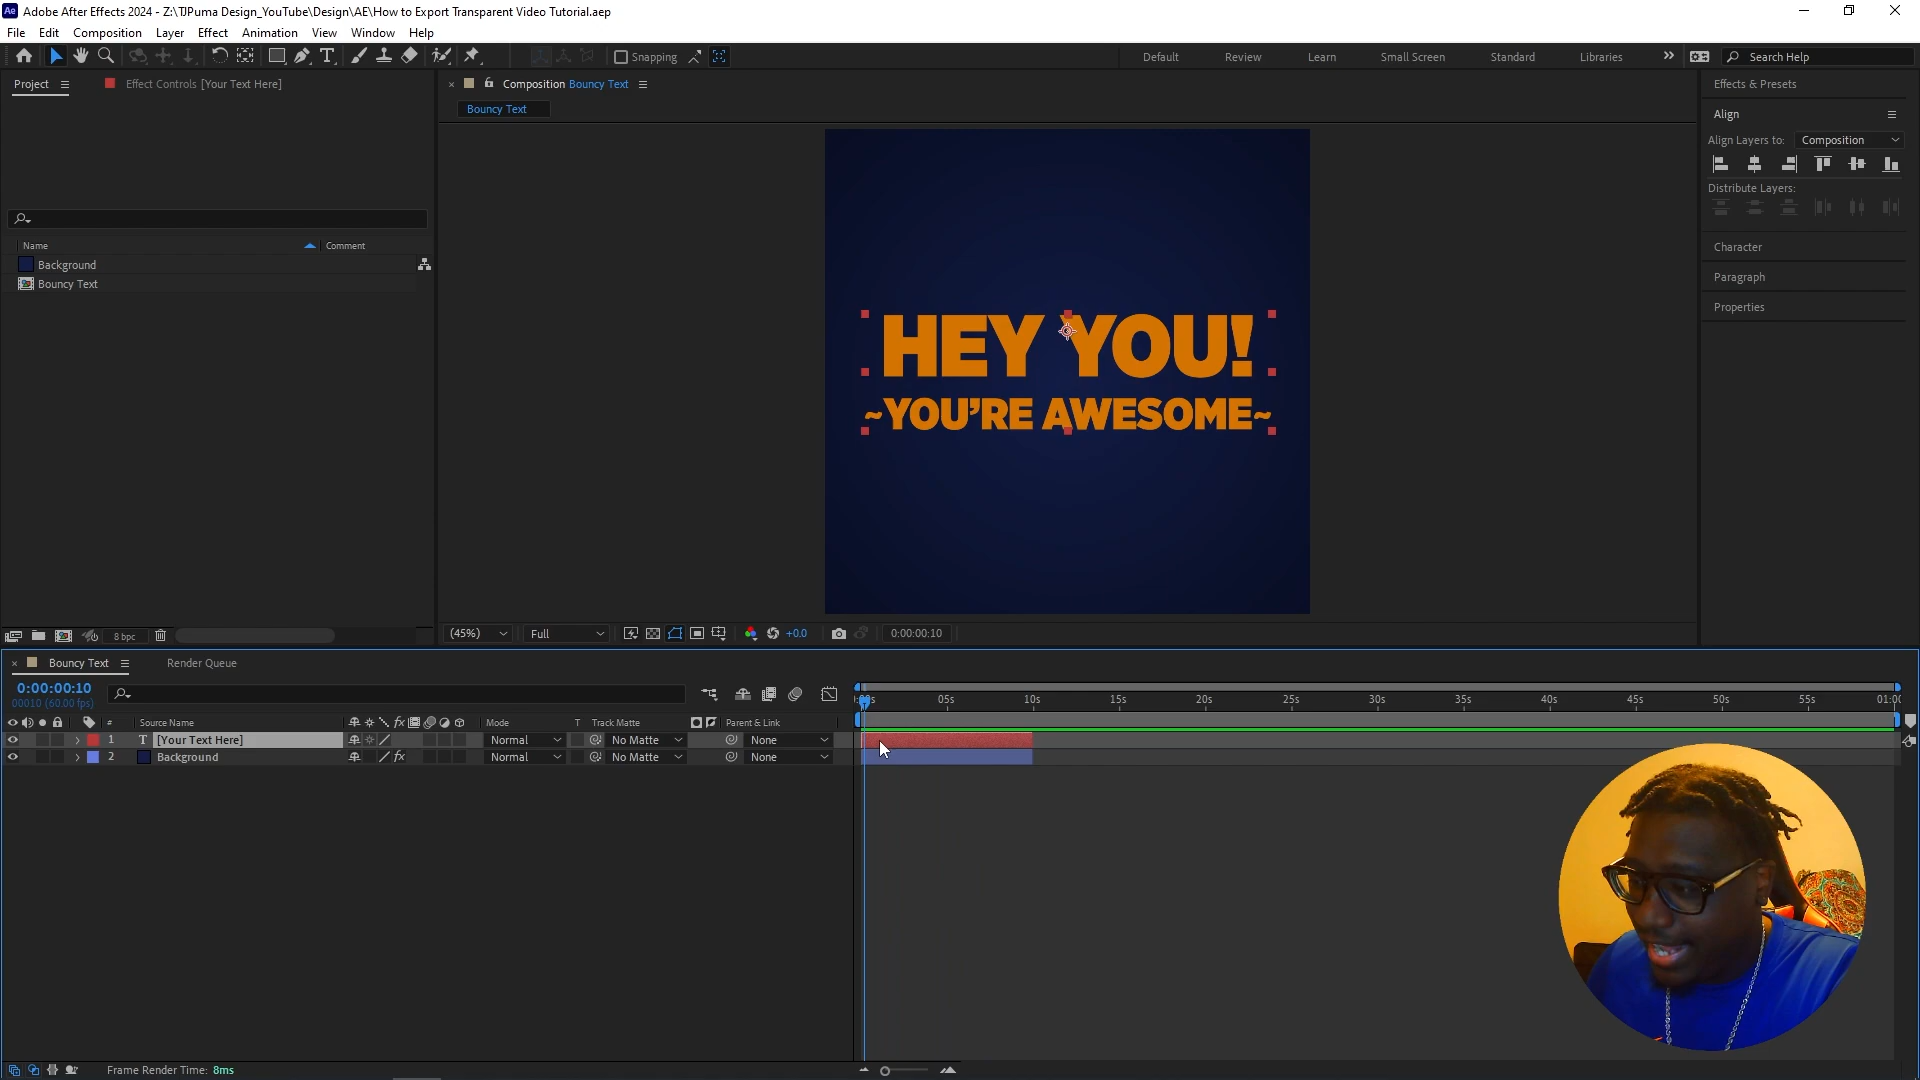 Ae Adobe After Effects 2024 - Z:\TJPuma Design_YouTube\Design\AE\How to Export Transparent Video Tutorial.aep
File Edit Composition Layer Effect Animation View Window Help
Snapping Default Review Learn Small Screen Standard Libraries Search Help
Project Effect Controls [Your Text Here] Composition Bouncy Text Effects & Presets
Bouncy Text
Align
Align Layers to: Composition
Distribute Layers:
Name Comment
Background
Bouncy Text
Character
Paragraph
Properties
HEY YOU!
~YOU'RE AWESOME~
8 bpc (45%) Full +0.0 0:00:00:10
Bouncy Text Render Queue
0:00:00:10
00010 (60.00 fps)
05s 10s 15s 20s 25s 30s 35s 40s 45s 50s 55s
# Source Name fx Mode T Track Matte Parent & Link
1 T [Your Text Here] Normal No Matte None
2 Background fx Normal No Matte None
Frame Render Time: 8ms